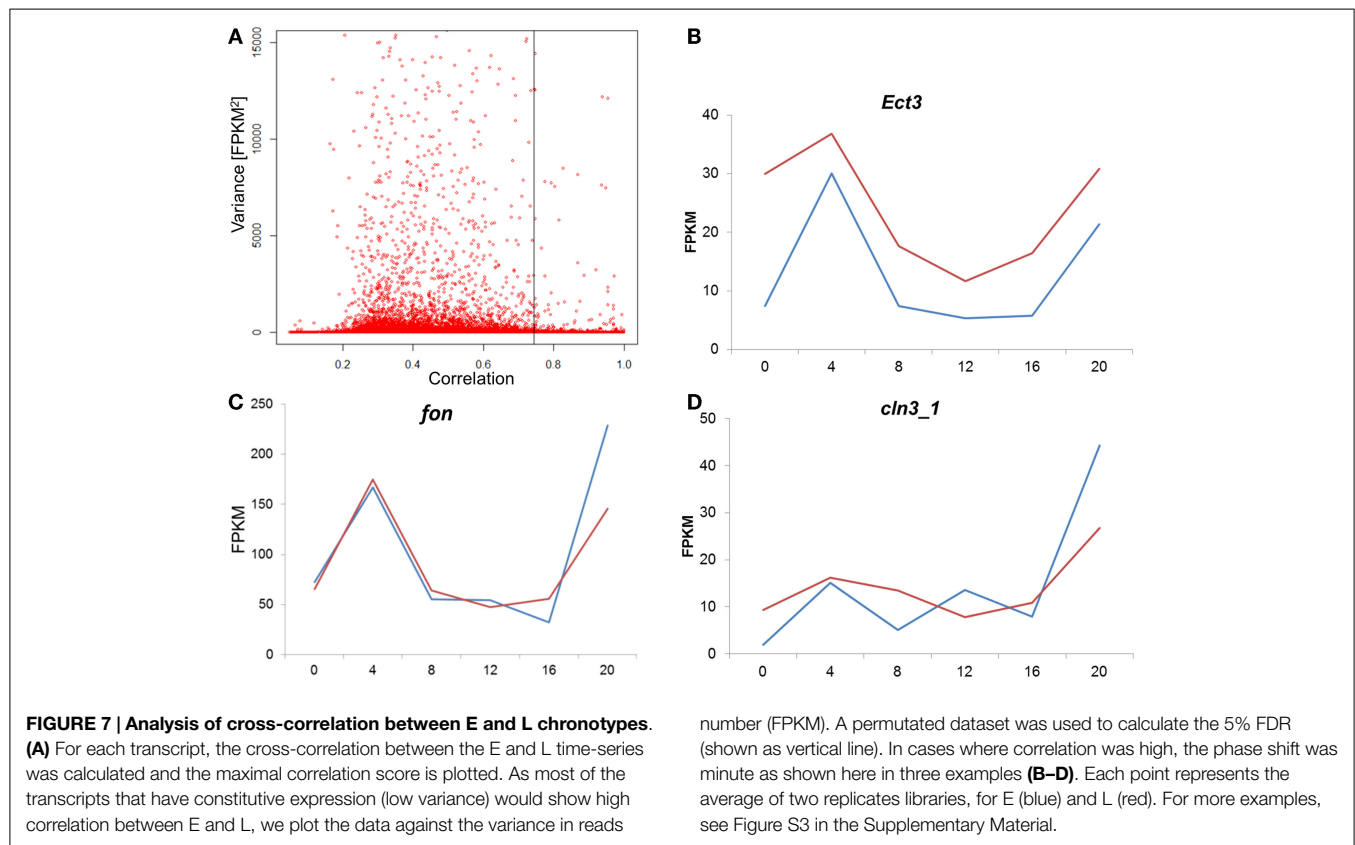 A
Variance [FPKM²]
15000
10000
5000
0
0.2 0.4 0.6 0.8 1.0
Correlation
B
Ect3
FPKM
40
30
20
10
0
0 4 8 12 16 20
C
fon
FPKM
250
200
150
100
50
0
0 4 8 12 16 20
D
cln3_1
FPKM
50
40
30
20
10
0
0 4 8 12 16 20
FIGURE 7 | Analysis of cross-correlation between E and L chronotypes.
(A) For each transcript, the cross-correlation between the E and L time-series
was calculated and the maximal correlation score is plotted. As most of the
transcripts that have constitutive expression (low variance) would show high
correlation between E and L, we plot the data against the variance in reads
number (FPKM). A permutated dataset was used to calculate the 5% FDR
(shown as vertical line). In cases where correlation was high, the phase shift was
minute as shown here in three examples (B–D). Each point represents the
average of two replicates libraries, for E (blue) and L (red). For more examples,
see Figure S3 in the Supplementary Material.